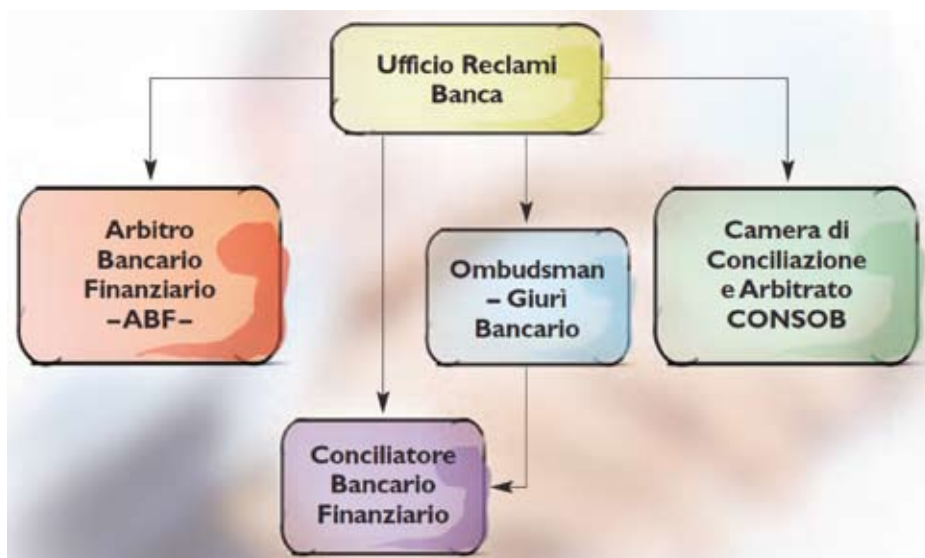 Ufficio Reclami
Banca
Arbitro
Bancario
Finanziario
–ABF–
Ombudsman
– Giurì
Bancario
Camera di
Conciliazione
e Arbitrato
CONSOB
Conciliatore
Bancario
Finanziario